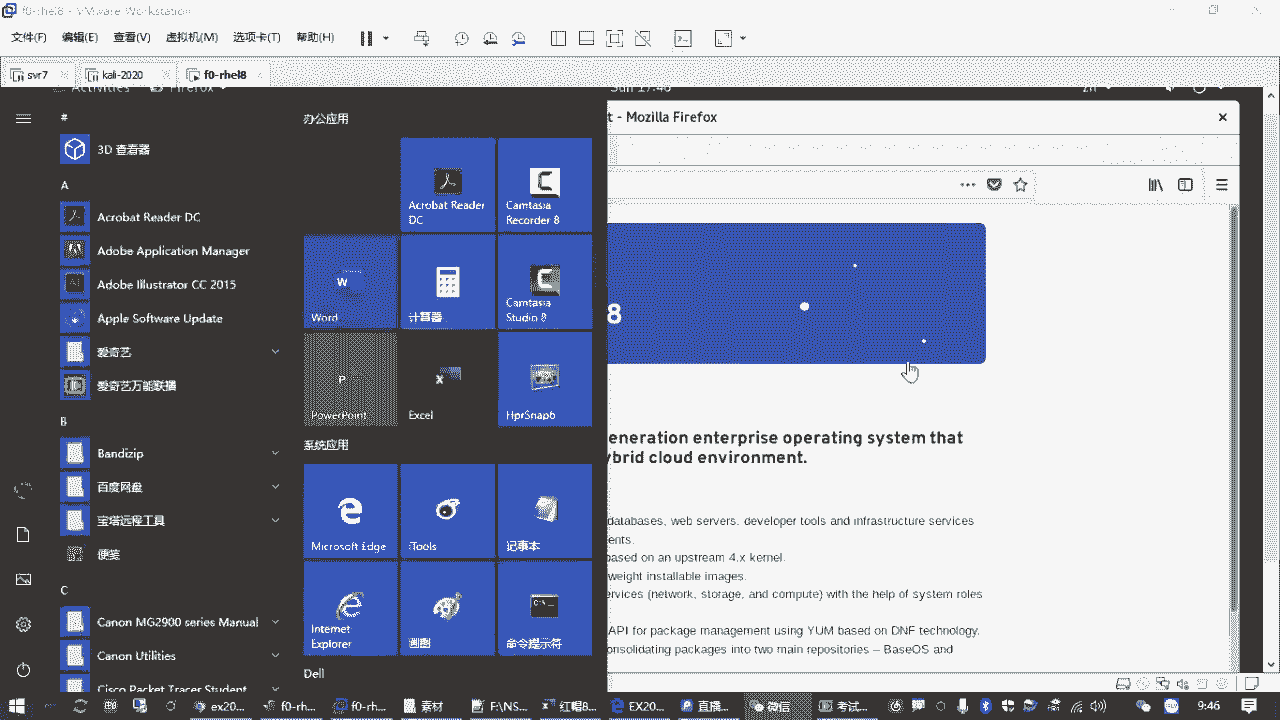 f0-rhel8 - VMware Workstation
文件(F) 编辑(E) 查看(V) 虚拟机(M) 选项卡(T) 帮助(H)
svr7 kali-2020 f0-rhel8
Activities Firefox
Sun 17:46
zh
t - Mozilla Firefox
#
3D 查看器
A
Acrobat Reader DC
Adobe Application Manager
Adobe Illustrator CC 2015
Apple Software Update
爱奇艺
爱奇艺万能联播
B
Bandizip
百度网盘
便笺
C
Canon MG2900 series Manual
Canon Utilities
Cisco Packet Tracer Student
办公应用
Acrobat Reader DC
Camtasia Recorder 8
Word
计算器
Camtasia Studio 8
PowerPoint
Excel
HprSnap6
系统应用
Microsoft Edge
iTools
记事本
Internet Explorer
画图
命令提示符
Dell
8
eneration enterprise operating system that
ybrid cloud environment.
databases, web servers, developer tools and infrastructure services
ents.
based on an upstream 4.x kernel.
weight installable images.
ervices (network, storage, and compute) with the help of system roles
API for package management using YUM based on DNF technology.
onsolidating packages into two main repositories – BaseOS and
ex20... f0-rh... f0-rh... 素材 F:\NS... 红帽8... EX20... 直播... 微信 考试... 9:46